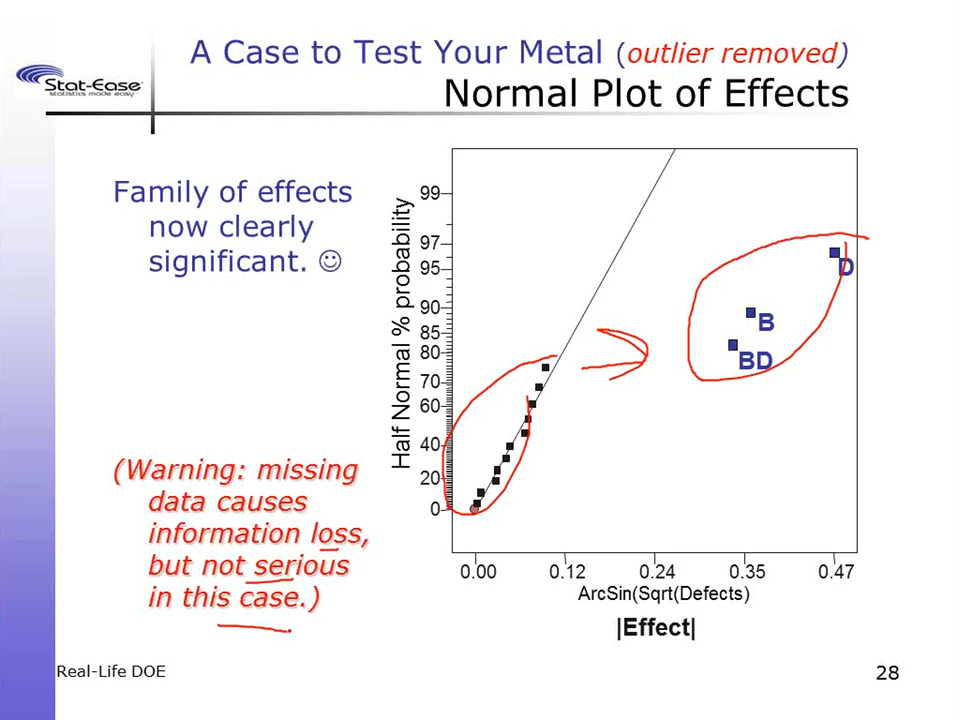 A Case to Test Your Metal (outlier removed)
Normal Plot of Effects
Stat-Ease
statistics made easy
Family of effects
now clearly
significant. ☺
(Warning: missing
data causes
information loss,
but not serious
in this case.)
Half Normal % probability
99
97
95
90
85
80
70
60
40
20
0
D
B
BD
0.00 0.12 0.24 0.35 0.47
ArcSin(Sqrt(Defects)
|Effect|
Real-Life DOE
28